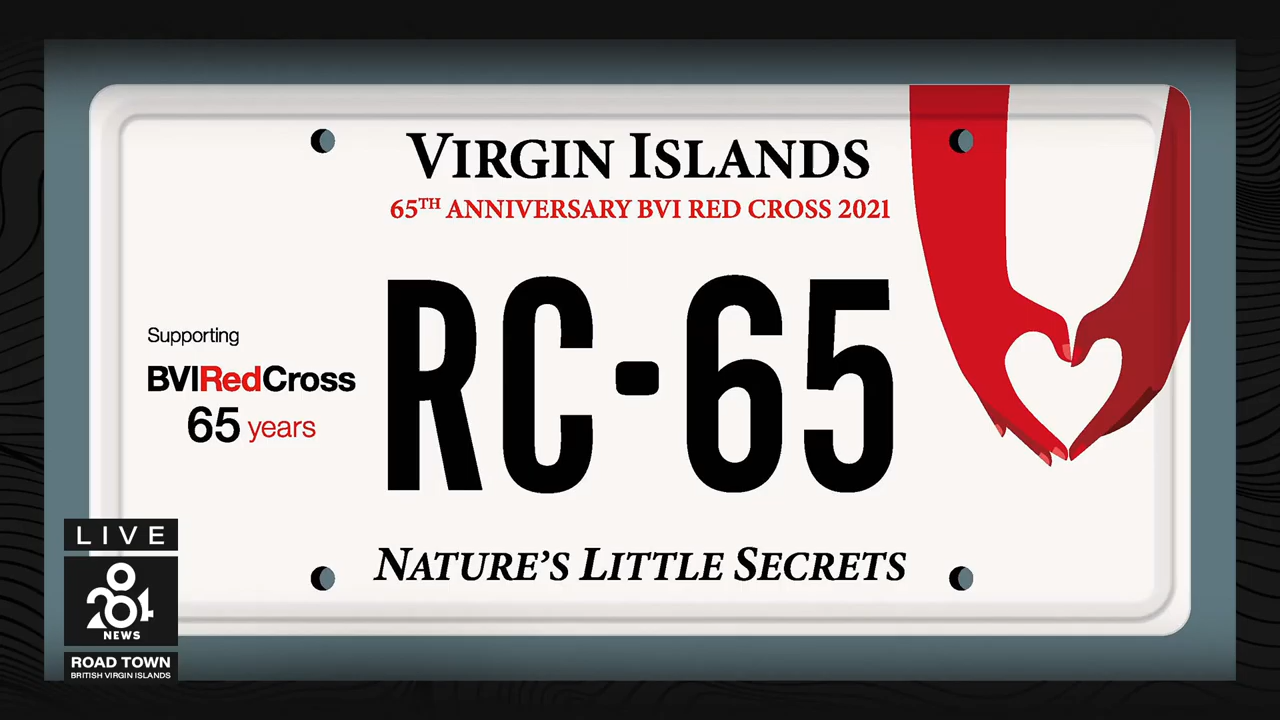 VIRGIN ISLANDS
65TH ANNIVERSARY BVI RED CROSS 2021
Supporting
BVIRedCross
65 years
RC-65
NATURE'S LITTLE SECRETS
LIVE
8
284
NEWS
ROAD TOWN
BRITISH VIRGIN ISLANDS